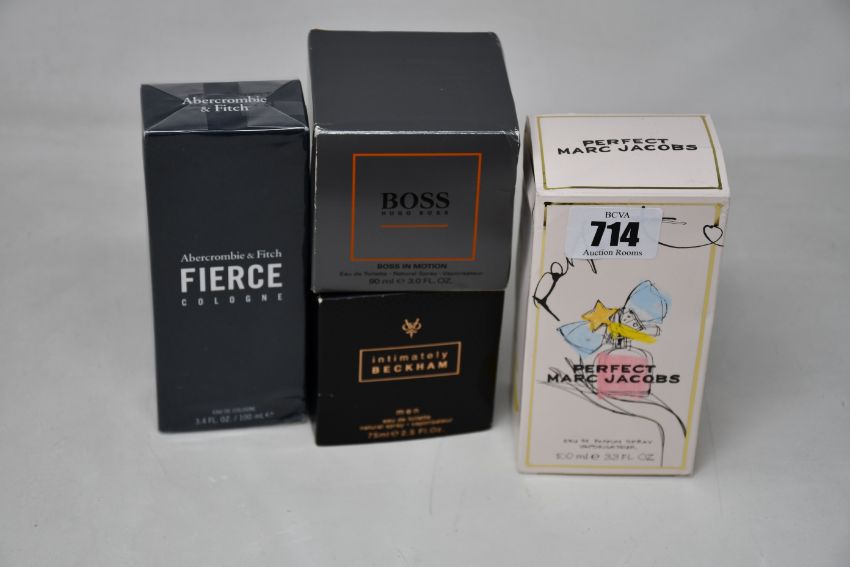 Abercrombie
& Fitch
Abercrombie & Fitch
FIERCE
COLOGNE
EAU DE COLOGNE
3.4 FL. OZ. / 100 mL e
BOSS
HUGO BOSS
BOSS IN MOTION
Eau de Toilette - Natural Spray - Vaporisateur
90 ml e 3.0 FL. OZ.
intimately
BECKHAM
men
eau de toilette
natural spray - vaporisateur
75ml e 2.5 Fl. Oz.
PERFECT
MARC JACOBS
BCVA
714
Auction Rooms
PERFECT
MARC JACOBS
EAU DE PARFUM SPRAY
VAPORISATEUR
100 ml e 3.3 FL OZ